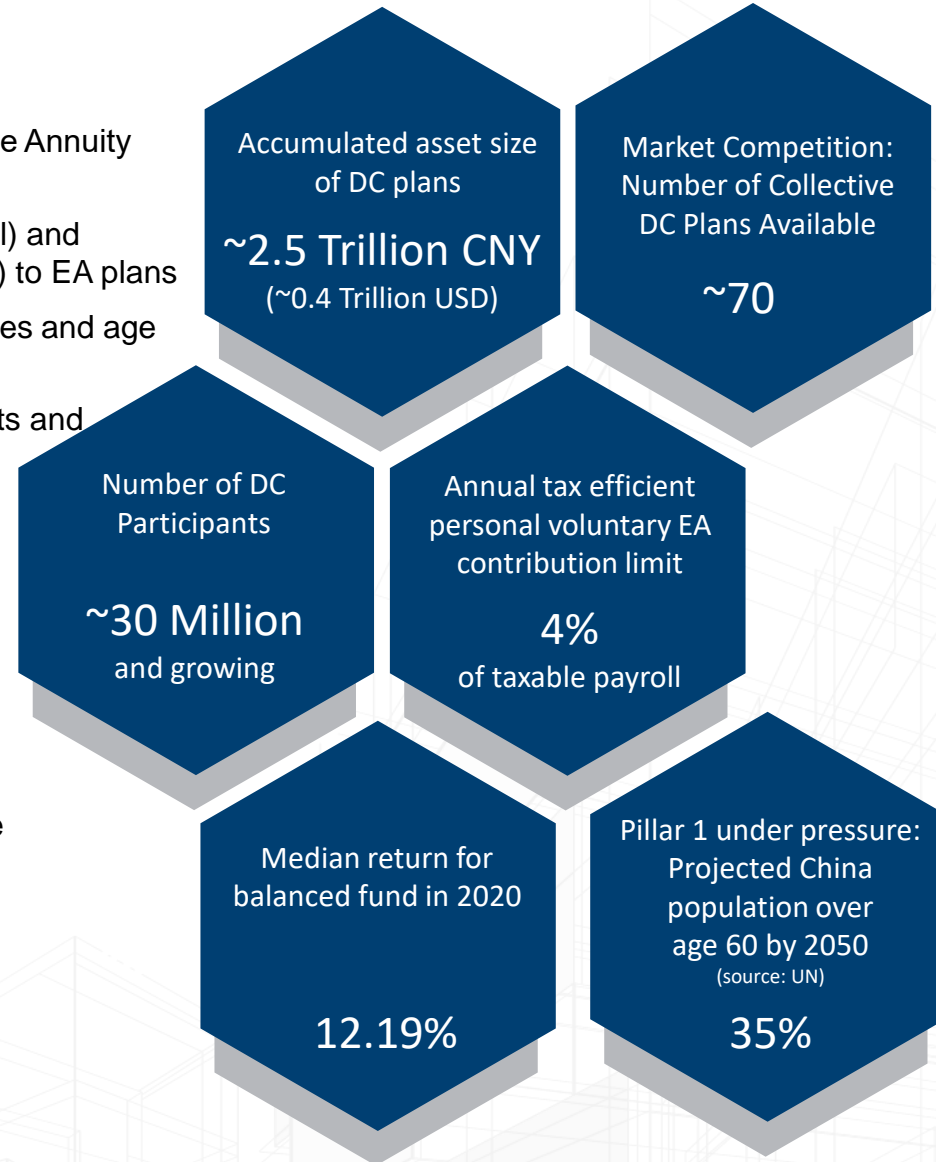 e Annuity
l) and
) to EA plans
es and age
ts and
e
Accumulated asset size
of DC plans
~2.5 Trillion CNY
(~0.4 Trillion USD)
Market Competition:
Number of Collective
DC Plans Available
~70
Number of DC
Participants
~30 Million
and growing
Annual tax efficient
personal voluntary EA
contribution limit
4%
of taxable payroll
Median return for
balanced fund in 2020
12.19%
Pillar 1 under pressure:
Projected China
population over
age 60 by 2050
(source: UN)
35%